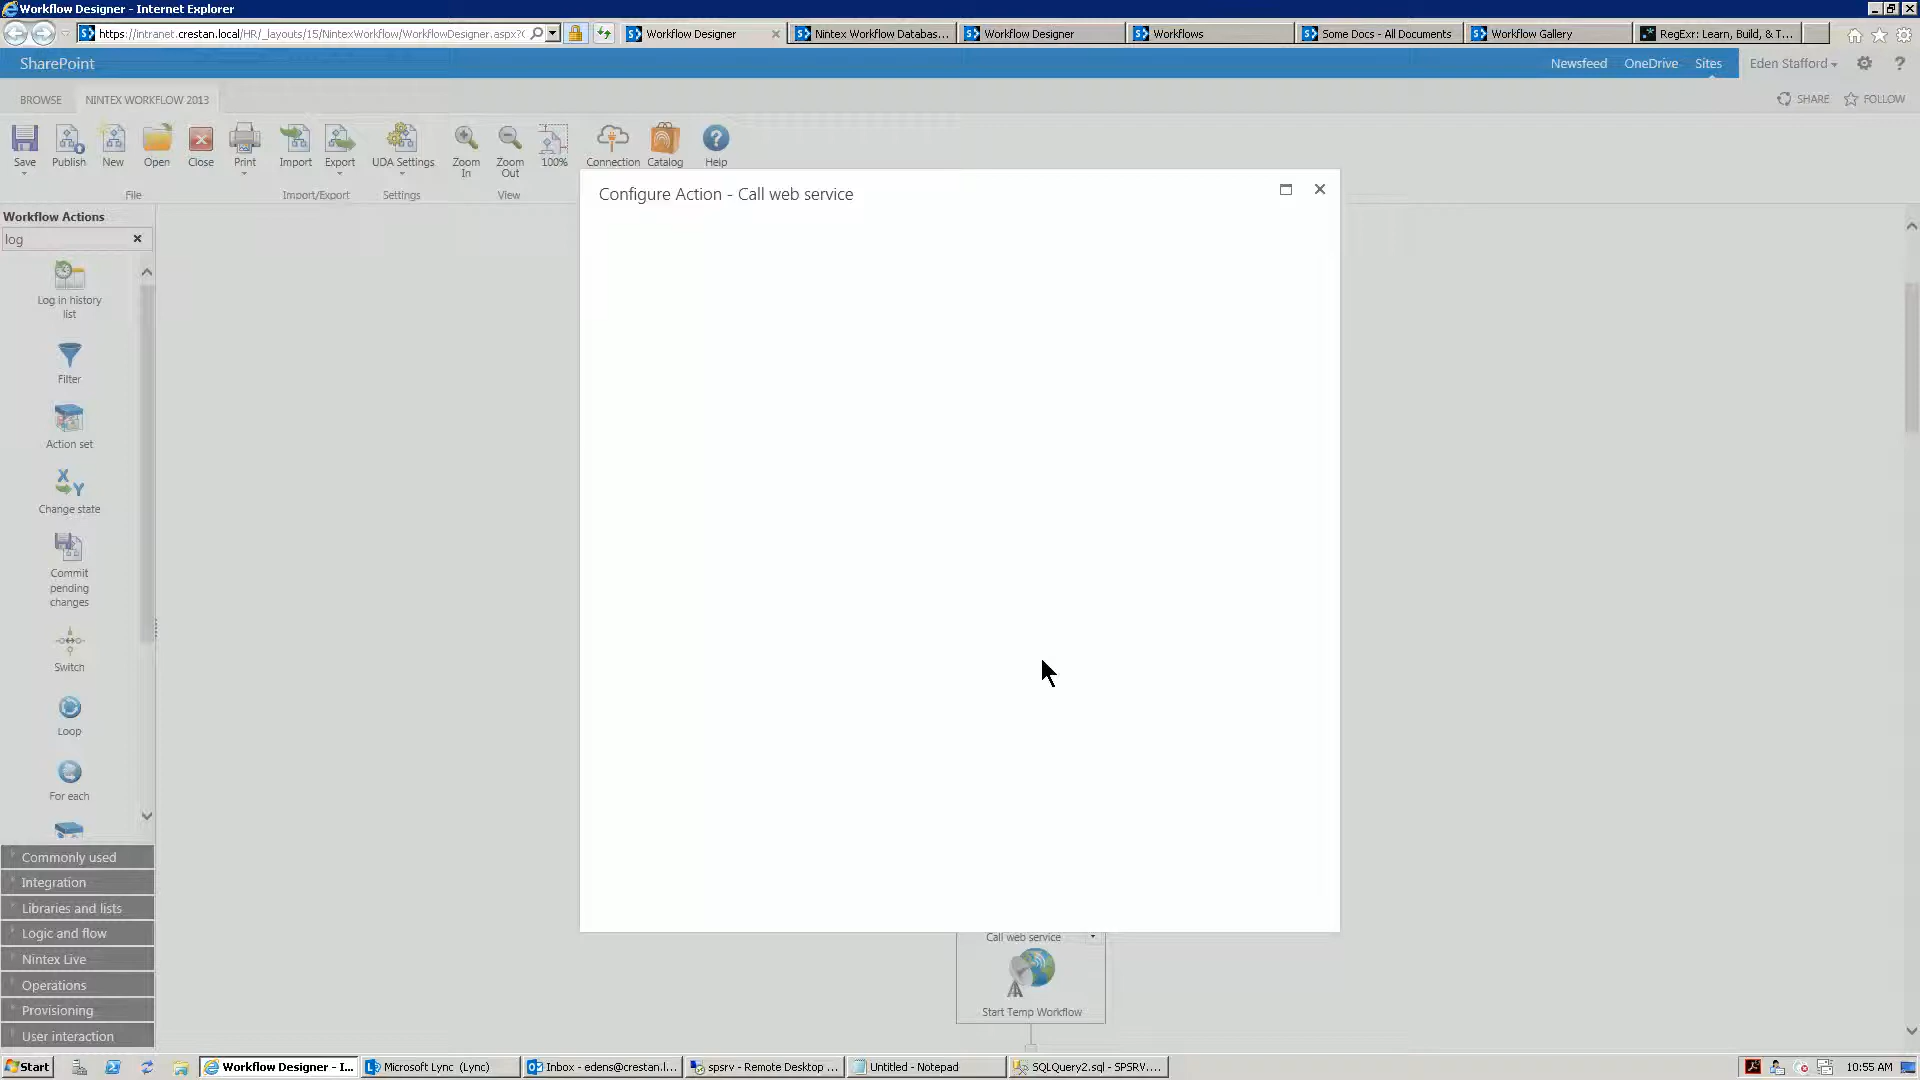 Workflow Designer - Internet Explorer
https://intranet.crestan.local/HR/_layouts/15/NintexWorkflow/WorkflowDesigner.aspx?
Workflow Designer
Nintex Workflow Databas...
Workflow Designer
Workflows
Some Docs - All Documents
Workflow Gallery
RegExr: Learn, Build, & T...
SharePoint
Newsfeed
OneDrive
Sites
Eden Stafford
?
BROWSE
NINTEX WORKFLOW 2013
SHARE
FOLLOW
Save
Publish
New
Open
Close
Print
Import
Export
UDA Settings
Zoom In
Zoom Out
100%
Connection
Catalog
Help
File
Import/Export
Settings
View
Configure Action - Call web service
Workflow Actions
log
Log in history list
Filter
Action set
Change state
Commit pending changes
Switch
Loop
For each
Commonly used
Integration
Libraries and lists
Logic and flow
Nintex Live
Operations
Provisioning
User interaction
Call web service
Start Temp Workflow
Start
Workflow Designer - I...
Microsoft Lync (Lync)
Inbox - edens@crestan.l...
spsrv - Remote Desktop ...
Untitled - Notepad
SQLQuery2.sql - SPSRV....
10:55 AM